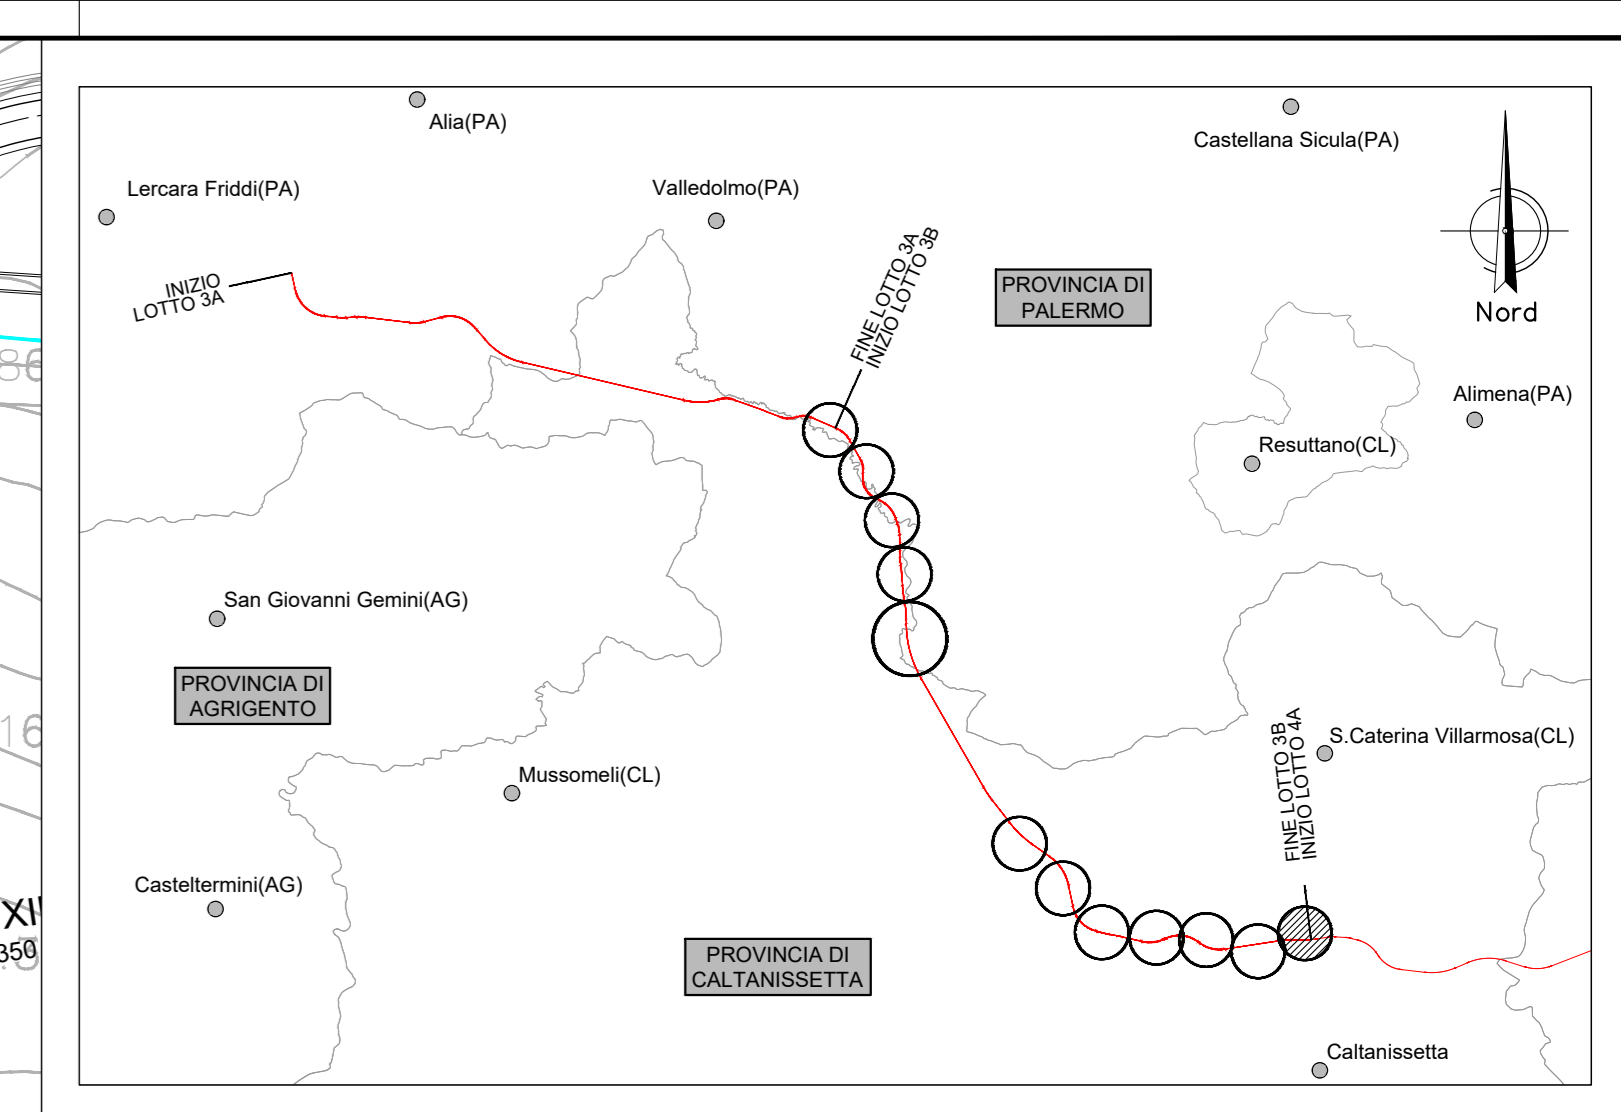 Alia(PA)
Castellana Sicula(PA)
Lercara Friddi(PA)
Valledolmo(PA)
INIZIO
LOTTO 3A
FINE LOTTO 3A
INIZIO LOTTO 3B
PROVINCIA DI
PALERMO
Nord
Alimena(PA)
Resuttano(CL)
San Giovanni Gemini(AG)
PROVINCIA DI
AGRIGENTO
S.Caterina Villarmosa(CL)
FINE LOTTO 3B
INIZIO LOTTO 4A
Mussomeli(CL)
Casteltermini(AG)
PROVINCIA DI
CALTANISSETTA
Caltanissetta
16
350